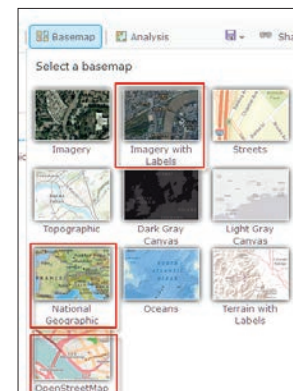 Basemap Analysis Sha
Select a basemap
Imagery
Imagery with
Labels
Streets
Topographic
Dark Gray
Canvas
Light Gray
Canvas
National
Geographic
Oceans
Terrain with
Labels
OpenStreetMap